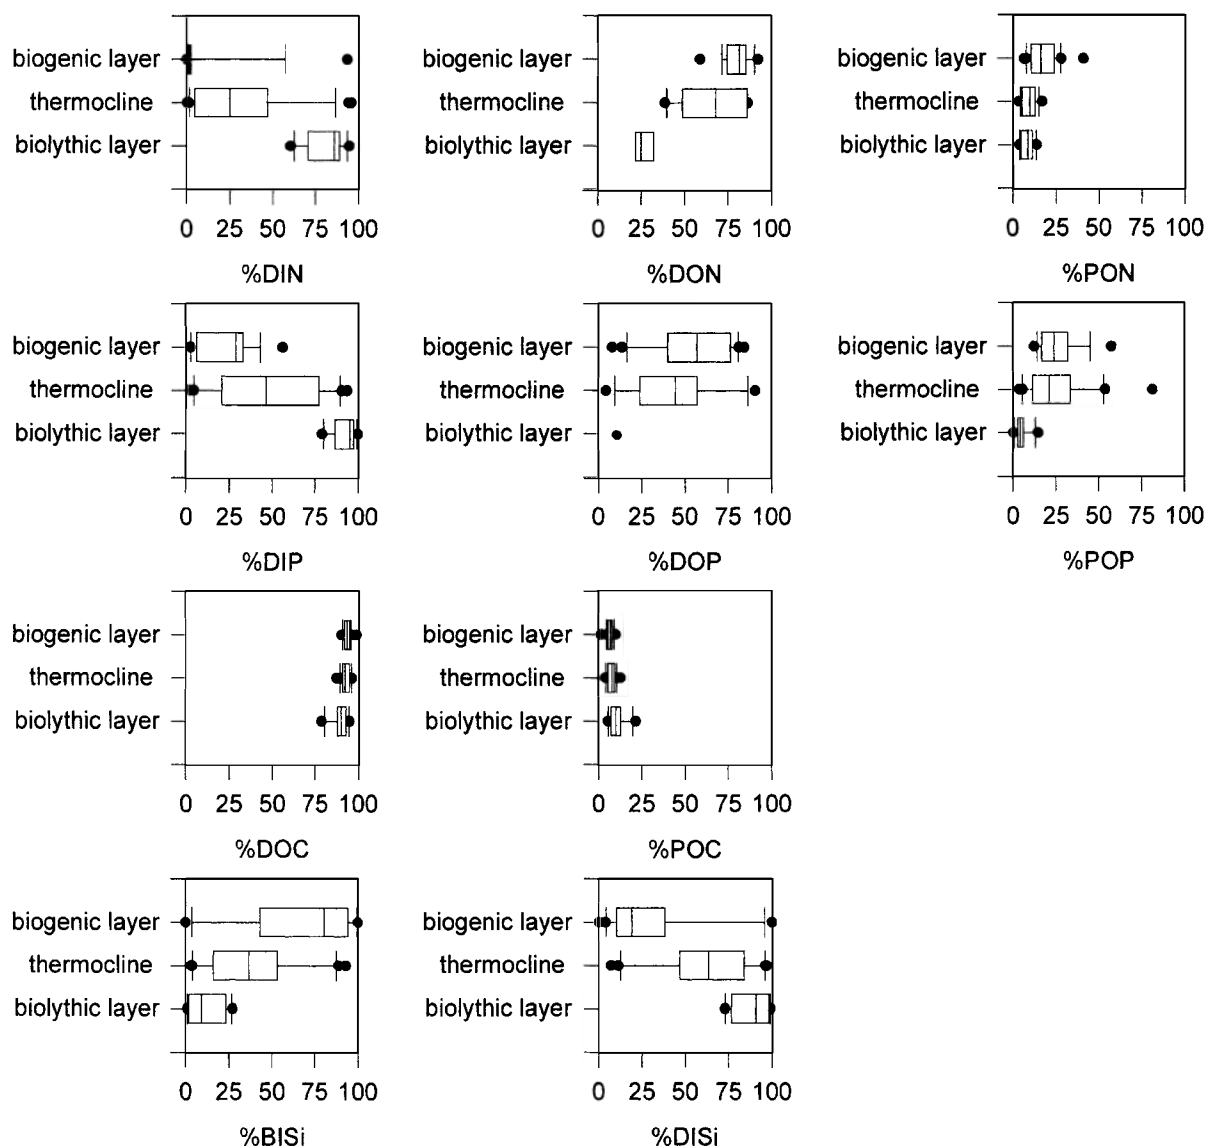 biogenic layer
thermocline
biolythic layer
0 25 50 75 100
%DIN
biogenic layer
thermocline
biolythic layer
0 25 50 75 100
%DON
biogenic layer
thermocline
biolythic layer
0 25 50 75 100
%PON
biogenic layer
thermocline
biolythic layer
0 25 50 75 100
%DIP
biogenic layer
thermocline
biolythic layer
0 25 50 75 100
%DOP
biogenic layer
thermocline
biolythic layer
0 25 50 75 100
%POP
biogenic layer
thermocline
biolythic layer
0 25 50 75 100
%DOC
biogenic layer
thermocline
biolythic layer
0 25 50 75 100
%POC
biogenic layer
thermocline
biolythic layer
0 25 50 75 100
%BISi
biogenic layer
thermocline
biolythic layer
0 25 50 75 100
%DISi